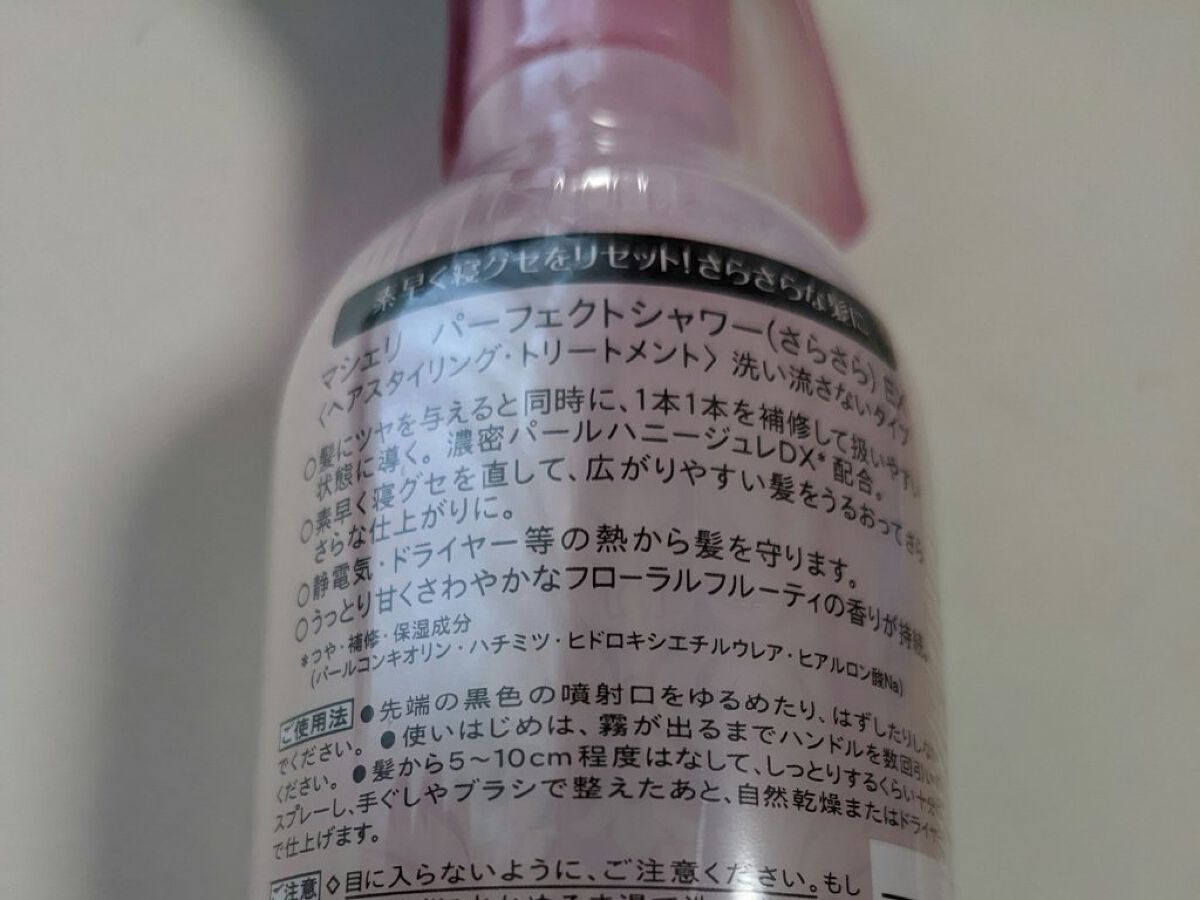 素早く寝グセをリセット!さらさらな髪に
マシェリ パーフェクトシャワー(さらさら)
〈ヘアスタイリング・トリートメント〉洗い流さないタイプ
○髪にツヤを与えると同時に、1本1本を補修して扱いやすい
状態に導く。濃密パールハニージュレDX*配合。
○素早く寝グセを直して、広がりやすい髪をうるおってさら
さらな仕上がりに。
○静電気・ドライヤー等の熱から髪を守ります。
○うっとり甘くさわやかなフローラルフルーティの香りが持続。
*つや・補修・保湿成分
(パールコンキオリン・ハチミツ・ヒドロキシエチルウレア・ヒアルロン酸Na)
ご使用法 ●先端の黒色の噴射口をゆるめたり、はずしたりしない
でください。●使いはじめは、霧が出るまでハンドルを数回引いて
ください。●髪から5〜10cm程度はなして、しっとりするくらい十分
スプレーし、手ぐしやブラシで整えたあと、自然乾燥またはドライヤー
で仕上げます。
ご注意 ◇目に入らないように、ご注意ください。もし